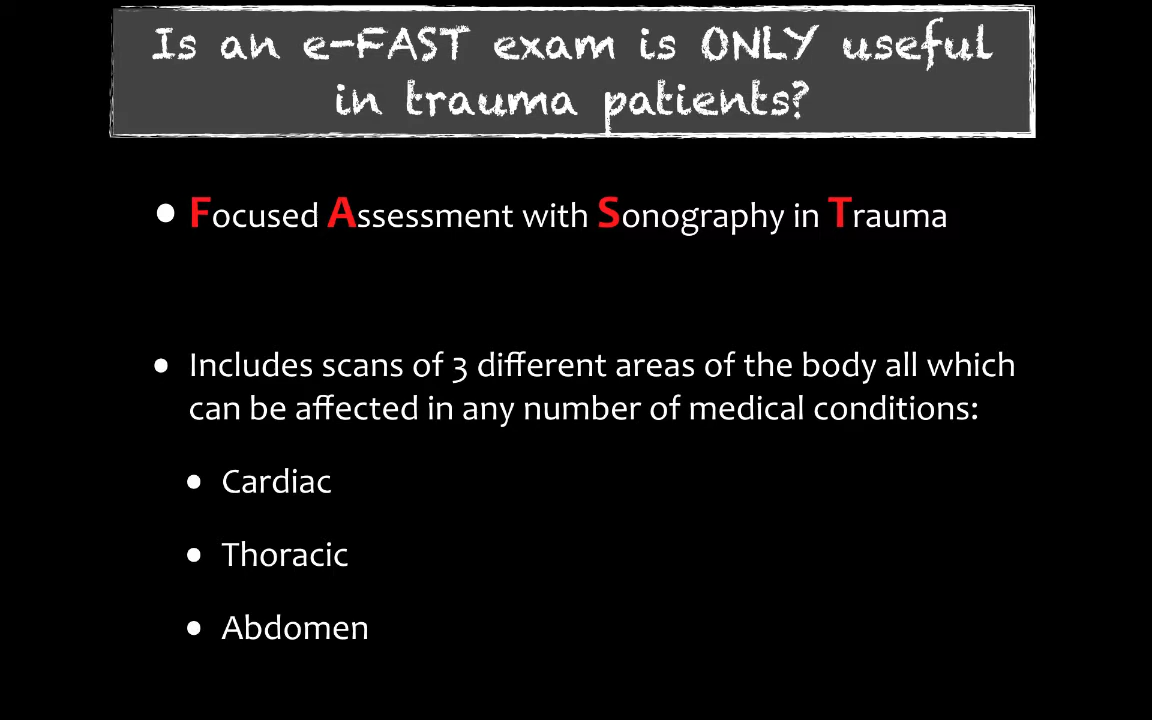 Is an e-FAST exam is ONLY useful
in trauma patients?
• Focused Assessment with Sonography in Trauma
• Includes scans of 3 different areas of the body all which
can be affected in any number of medical conditions:
• Cardiac
• Thoracic
• Abdomen